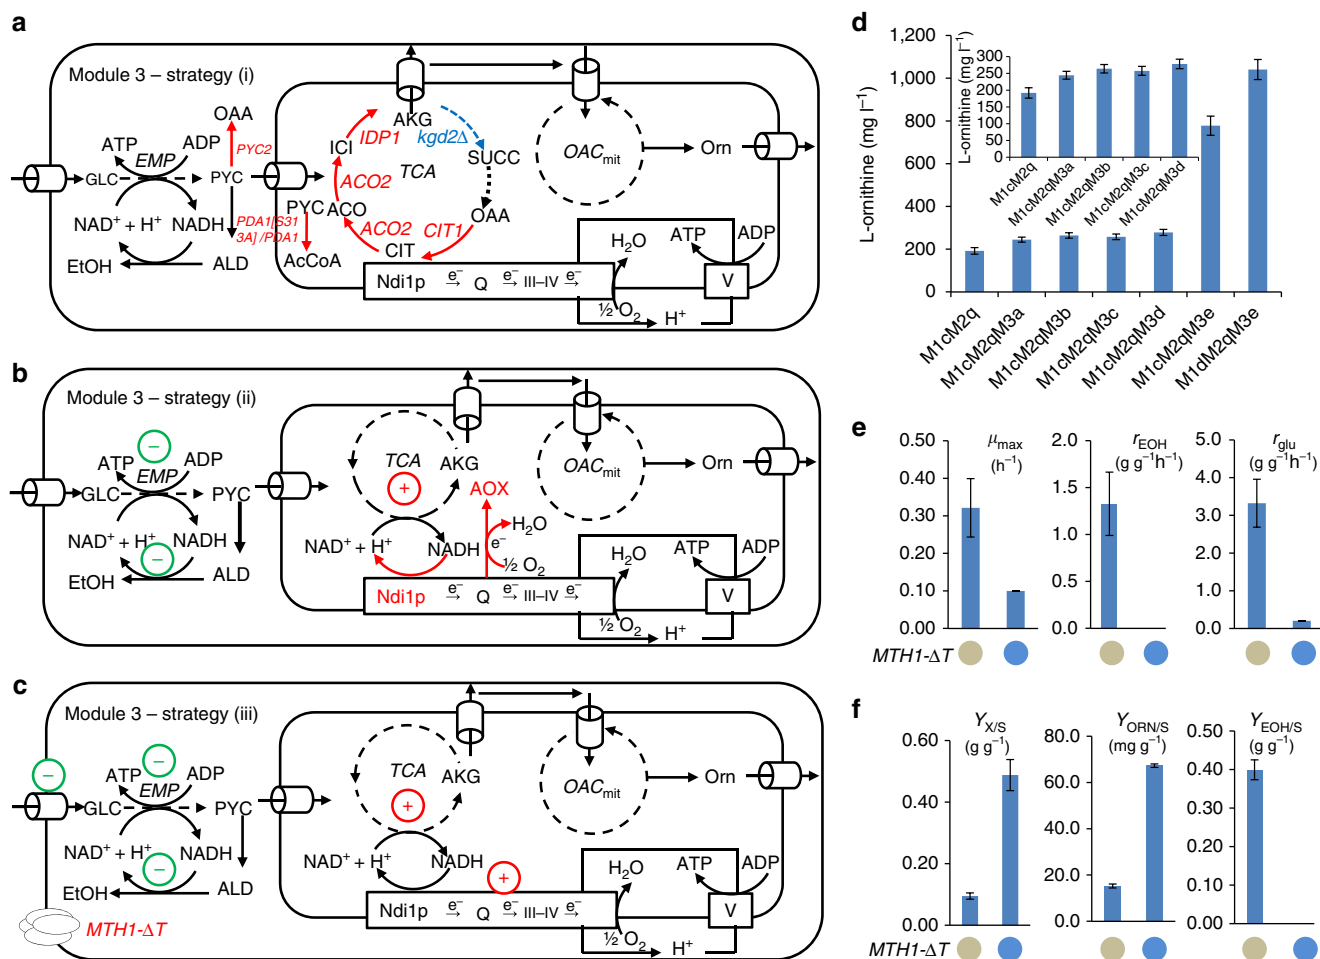 a
Module 3 – strategy (i)
OAA
ATP
ADP
EMP
PYC2
GLC
PYC
NAD⁺ + H⁺
NADH
PDA1[S31
3A] /PDA1
EtOH
ALD
AKG
IDP1
kgd2Δ
ICI
TCA
SUCC
ACO2
PYC
ACO
OAA
ACO2
CIT1
CIT
AcCoA
OACmit
Orn
H₂O
ATP
ADP
Ndi1p
e⁻
Q
e⁻
III–IV
e⁻
V
½ O₂
H⁺
b
Module 3 – strategy (ii)
−
ATP
ADP
EMP
GLC
PYC
NAD⁺ + H⁺
NADH
−
EtOH
ALD
TCA
AKG
+
AOX
H₂O
NAD⁺ + H⁺
NADH
e⁻
½ O₂
OACmit
Orn
H₂O
ATP
ADP
Ndi1p
e⁻
Q
e⁻
III–IV
e⁻
V
½ O₂
H⁺
c
Module 3 – strategy (iii)
−
−
ATP
ADP
EMP
GLC
PYC
NAD⁺ + H⁺
NADH
−
EtOH
ALD
MTH1-ΔT
TCA
AKG
+
NAD⁺ + H⁺
NADH
+
OACmit
Orn
H₂O
ATP
ADP
Ndi1p
e⁻
Q
e⁻
III–IV
e⁻
V
½ O₂
H⁺
d
L-ornithine (mg l⁻¹)
1,200
1,000
800
600
400
200
0
M1cM2q
M1cM2qM3a
M1cM2qM3b
M1cM2qM3c
M1cM2qM3d
M1cM2qM3e
M1dM2qM3e
L-ornithine (mg l⁻¹)
300
250
200
150
100
50
0
M1cM2q
M1cM2qM3a
M1cM2qM3b
M1cM2qM3c
M1cM2qM3d
e
μmax
(h⁻¹)
0.50
0.40
0.30
0.20
0.10
0.00
rEOH
(g g⁻¹h⁻¹)
2.0
1.5
1.0
0.5
0.0
rglu
(g g⁻¹h⁻¹)
5.0
4.0
3.0
2.0
1.0
0.0
MTH1-ΔT
f
YX/S
(g g⁻¹)
0.60
0.40
0.20
0.00
YORN/S
(mg g⁻¹)
80.0
60.0
40.0
20.0
0.0
YEOH/S
(g g⁻¹)
0.50
0.40
0.30
0.20
0.10
0.00
MTH1-ΔT